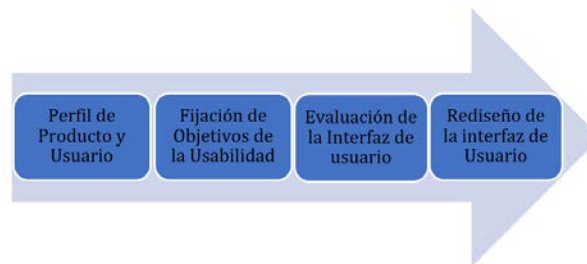 Perfil de
Producto y
Usuario
Fijación de
Objetivos de
la Usabilidad
Evaluación de
la Interfaz de
usuario
Rediseño de
la interfaz de
Usuario